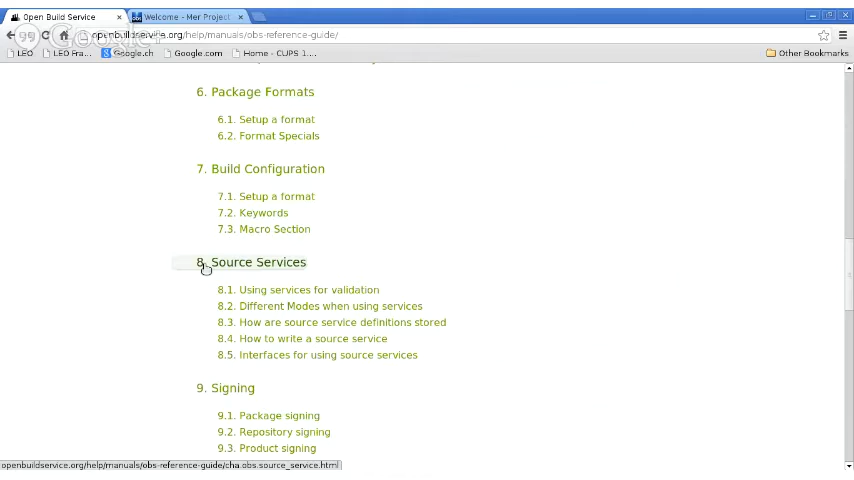 Open Build Service
Welcome - Mer Project
Google+
openbuildservice.org/help/manuals/obs-reference-guide/
LEO
LEO Fra...
Google.ch
Google.com
Home - CUPS 1....
Other Bookmarks
6. Package Formats
6.1. Setup a format
6.2. Format Specials
7. Build Configuration
7.1. Setup a format
7.2. Keywords
7.3. Macro Section
8. Source Services
8.1. Using services for validation
8.2. Different Modes when using services
8.3. How are source service definitions stored
8.4. How to write a source service
8.5. Interfaces for using source services
9. Signing
9.1. Package signing
9.2. Repository signing
9.3. Product signing
openbuildservice.org/help/manuals/obs-reference-guide/cha.obs.source_service.html